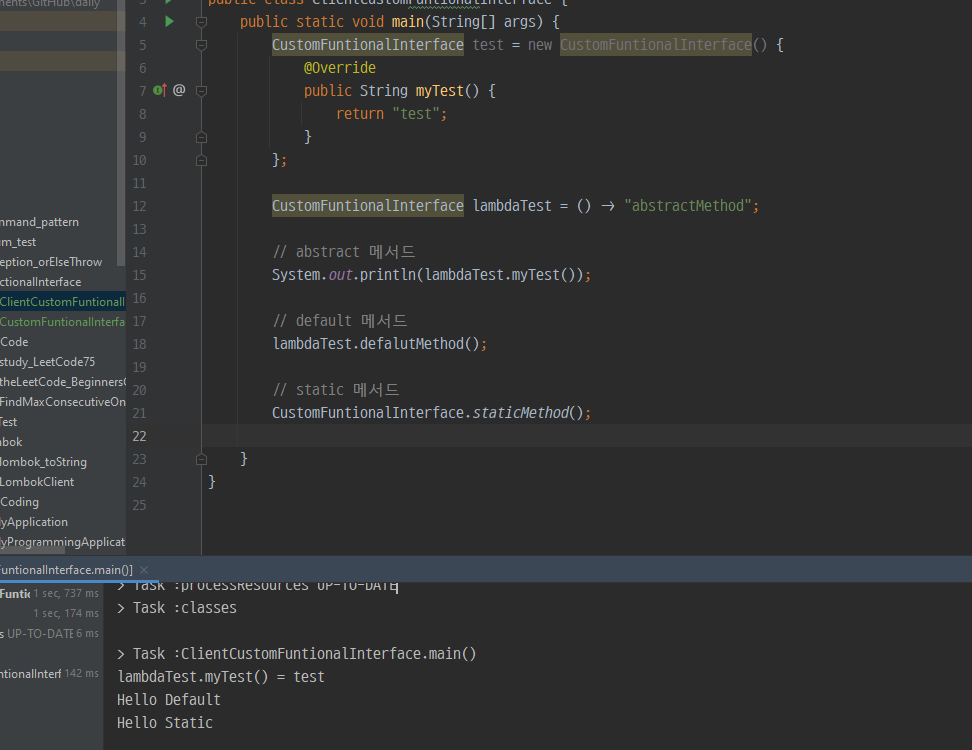 ments\GitHub\daily
3 public class ClientCustomFuntionalInterface {
4 public static void main(String[] args) {
5 CustomFuntionalInterface test = new CustomFuntionalInterface() {
6 @Override
7 @ public String myTest() {
8 return "test";
9 }
10 };
11
12 CustomFuntionalInterface lambdaTest = () → "abstractMethod";
13
14 // abstract 메서드
15 System.out.println(lambdaTest.myTest());
16
17 // default 메서드
18 lambdaTest.defalutMethod();
19
20 // static 메서드
21 CustomFuntionalInterface.staticMethod();
22
23 }
24 }
25
mmand_pattern
um_test
eption_orElseThrow
ctionalInterface
ClientCustomFuntionalI
CustomFuntionalInterfa
Code
study_LeetCode75
theLeetCode_Beginners
FindMaxConsecutiveOn
Test
bok
lombok_toString
LombokClient
Coding
yApplication
yProgrammingApplicat
FuntionalInterface.main()] ×
Funtio 1 sec, 737 ms
1 sec, 174 ms
s UP-TO-DATE 6 ms
ntionalInterf 142 ms
> Task :processResources UP-TO-DATE
> Task :classes
> Task :ClientCustomFuntionalInterface.main()
lambdaTest.myTest() = test
Hello Default
Hello Static